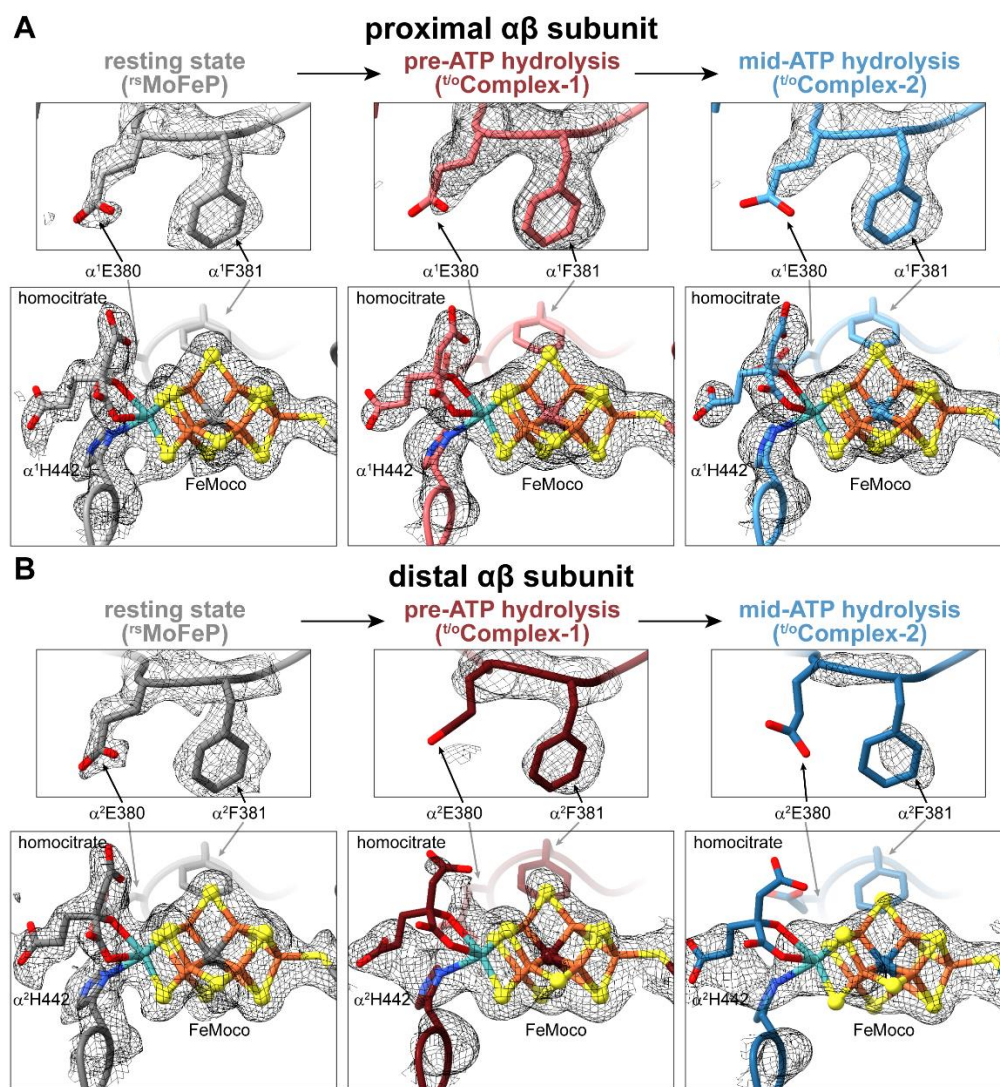 A
proximal αβ subunit
resting state
(ʳˢMoFeP)
pre-ATP hydrolysis
(ᵗ/ᵒComplex-1)
mid-ATP hydrolysis
(ᵗ/ᵒComplex-2)
α¹E380 α¹F381
α¹E380 α¹F381
α¹E380 α¹F381
homocitrate
α¹H442
FeMoco
homocitrate
α¹H442
FeMoco
homocitrate
α¹H442
FeMoco
B
distal αβ subunit
resting state
(ʳˢMoFeP)
pre-ATP hydrolysis
(ᵗ/ᵒComplex-1)
mid-ATP hydrolysis
(ᵗ/ᵒComplex-2)
α²E380 α²F381
α²E380 α²F381
α²E380 α²F381
homocitrate
α²H442
FeMoco
homocitrate
α²H442
FeMoco
homocitrate
α²H442
FeMoco